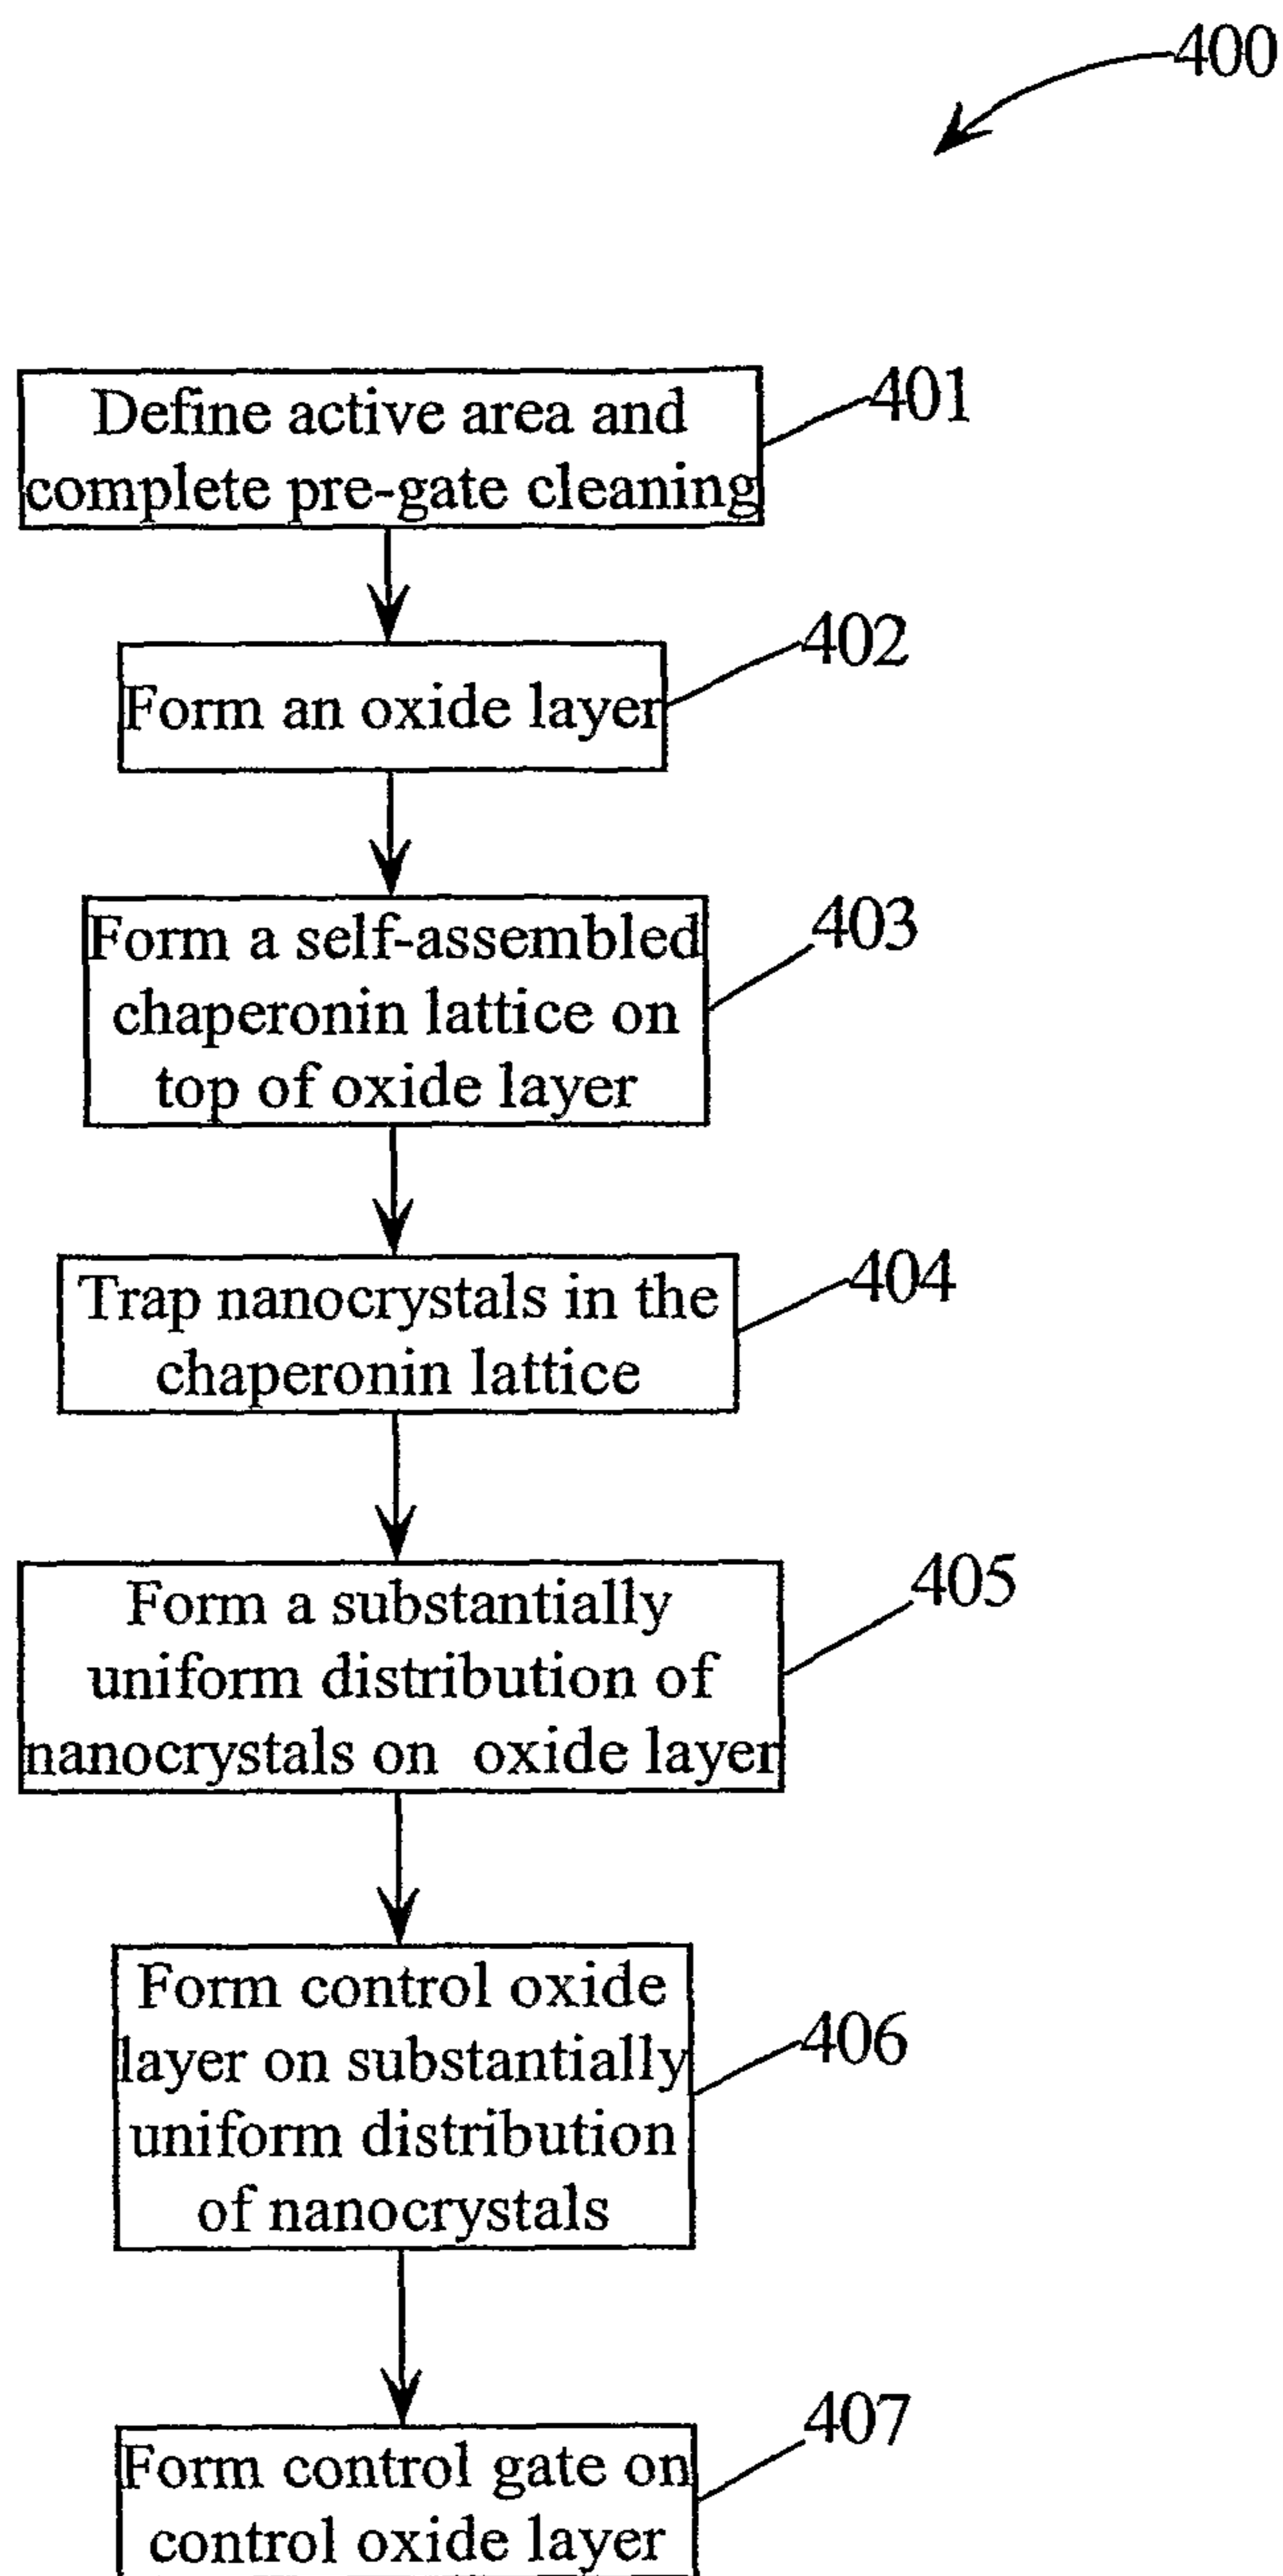 400
Define active area and
complete pre-gate cleaning
401
Form an oxide layer
402
Form a self-assembled
chaperonin lattice on
top of oxide layer
403
Trap nanocrystals in the
chaperonin lattice
404
Form a substantially
uniform distribution of
nanocrystals on oxide layer
405
Form control oxide
layer on substantially
uniform distribution
of nanocrystals
406
Form control gate on
control oxide layer
407